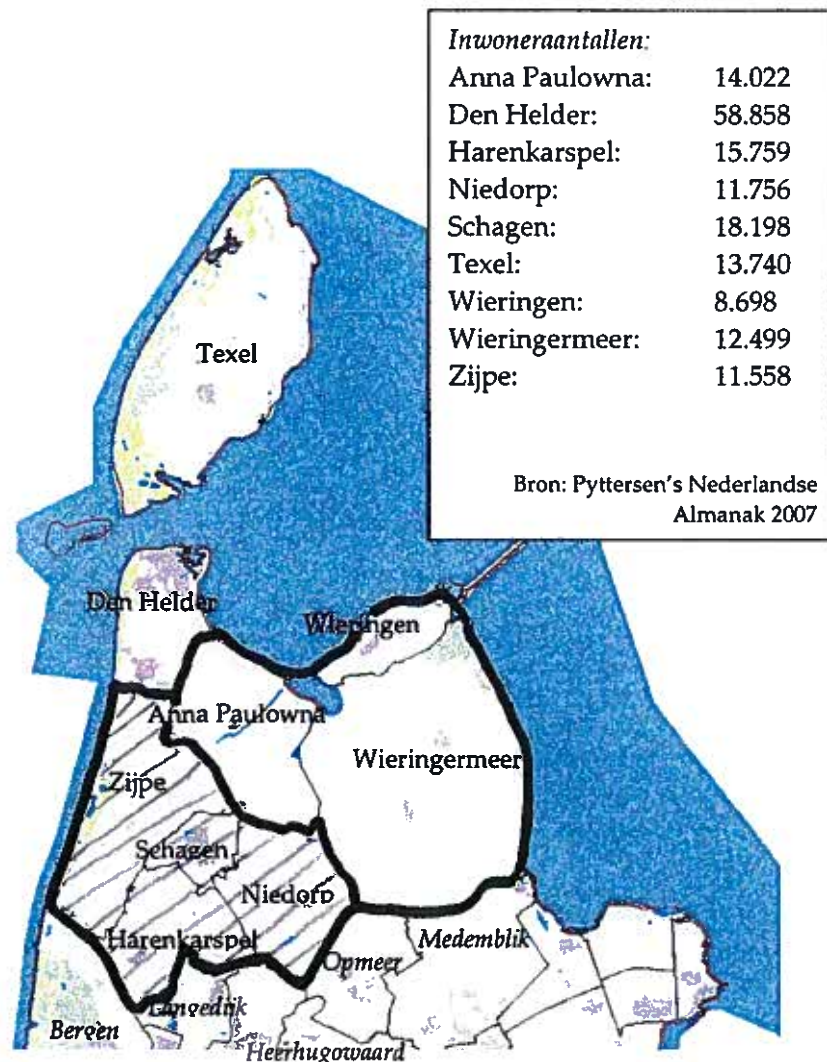 Inwoneraantallen:
Anna Paulowna: 14.022
Den Helder: 58.858
Harenkarspel: 15.759
Niedorp: 11.756
Schagen: 18.198
Texel: 13.740
Wieringen: 8.698
Wieringermeer: 12.499
Zijpe: 11.558
Bron: Pyttersen's Nederlandse
Almanak 2007
Texel
Den Helder
Wieringen
Anna Paulowna
Wieringermeer
Zijpe
Schagen
Niedorp
Harenkarspel
Medemblik
Opmeer
Langedijk
Bergen
Heerhugowaard